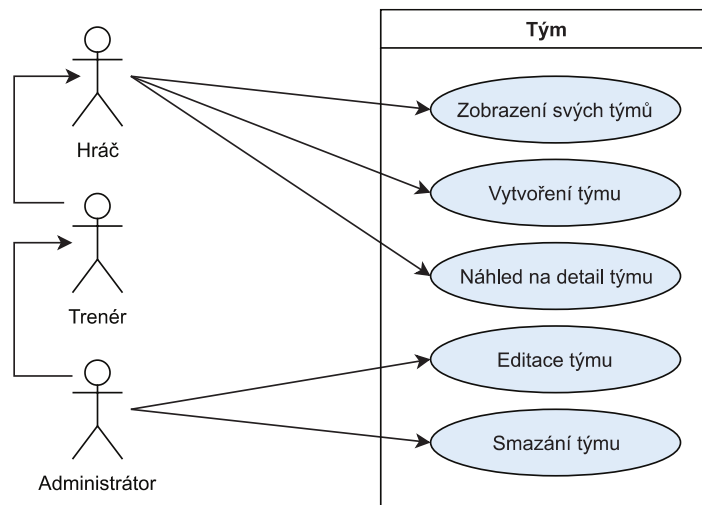 Tým
Zobrazení svých týmů
Hráč
Vytvoření týmu
Náhled na detail týmu
Trenér
Editace týmu
Smazání týmu
Administrátor